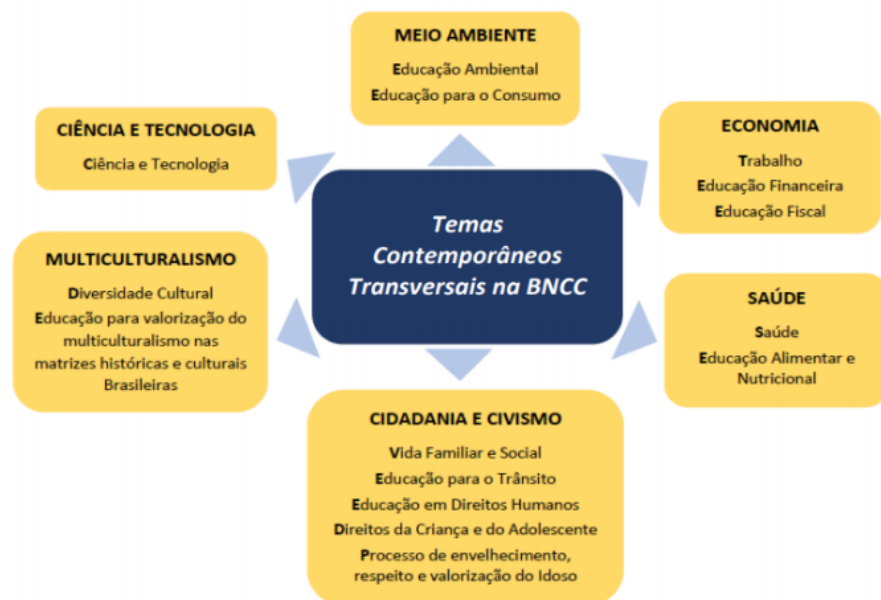 MEIO AMBIENTE
Educação Ambiental
Educação para o Consumo
CIÊNCIA E TECNOLOGIA
Ciência e Tecnologia
ECONOMIA
Trabalho
Educação Financeira
Educação Fiscal
Temas
Contemporâneos
Transversais na BNCC
MULTICULTURALISMO
Diversidade Cultural
Educação para valorização do
multiculturalismo nas
matrizes históricas e culturais
Brasileiras
SAÚDE
Saúde
Educação Alimentar e
Nutricional
CIDADANIA E CIVISMO
Vida Familiar e Social
Educação para o Trânsito
Educação em Direitos Humanos
Direitos da Criança e do Adolescente
Processo de envelhecimento,
respeito e valorização do Idoso